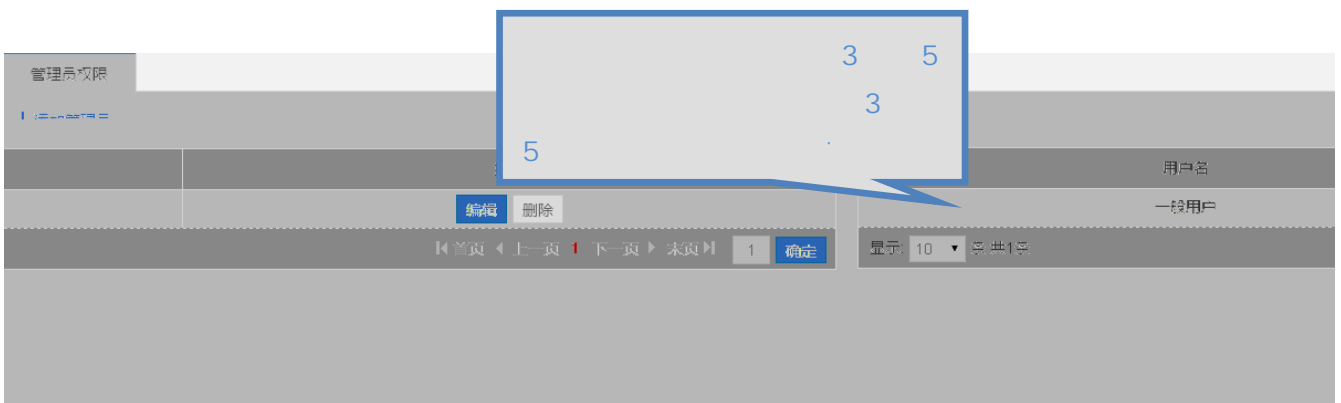 3 5
管理员权限
3
5
用户名
编辑 删除
一般用户
首页 上一页 1 下一页 末页 1 确定
显示: 10 条 共1条